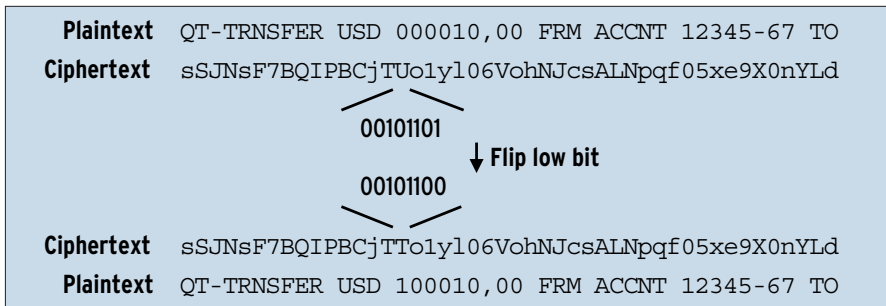 Plaintext QT-TRNSFER USD 000010,00 FRM ACCNT 12345-67 TO
Ciphertext sSJNsF7BQIPBCjTUo1yl06VohNJcsALNpqf05xe9X0nYLd
00101101
Flip low bit
00101100
Ciphertext sSJNsF7BQIPBCjTTo1yl06VohNJcsALNpqf05xe9X0nYLd
Plaintext QT-TRNSFER USD 100010,00 FRM ACCNT 12345-67 TO